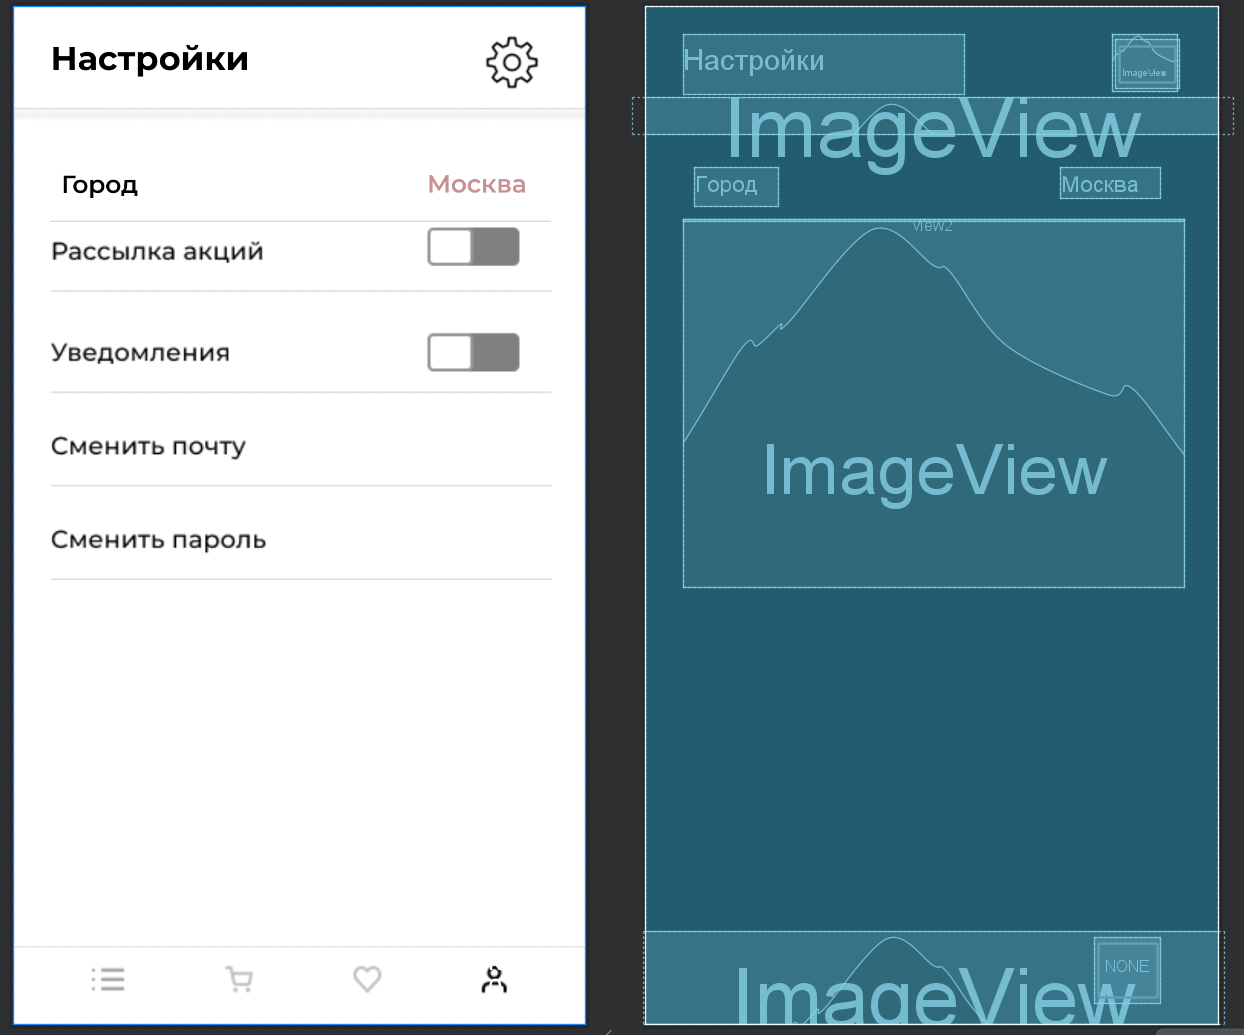 Настройки
Город
Москва
Рассылка акций
Уведомления
Сменить почту
Сменить пароль
Настройки
ImageView
ImageView
Город
Москва
view2
ImageView
NONE
ImageView